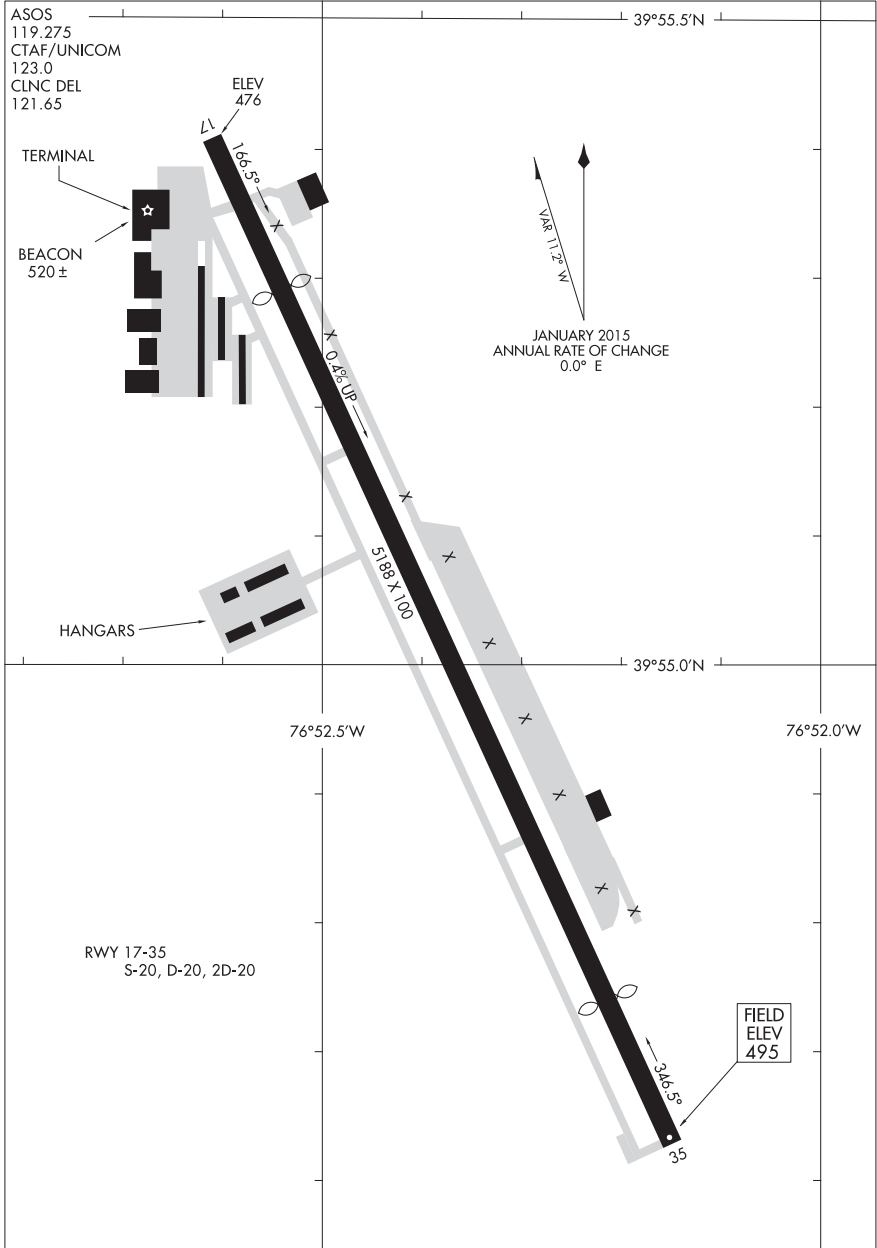 ASOS
119.275
CTAF/UNICOM
123.0
CLNC DEL
121.65
39°55.5'N
ELEV
476
17
166.5°
TERMINAL
BEACON
520 ±
VAR 11.2° W
JANUARY 2015
ANNUAL RATE OF CHANGE
0.0° E
X
X
0.4% UP
X
X
5188 X 100
HANGARS
X
39°55.0'N
X
76°52.5'W
76°52.0'W
X
X
X
RWY 17-35
S-20, D-20, 2D-20
FIELD
ELEV
495
346.5°
35